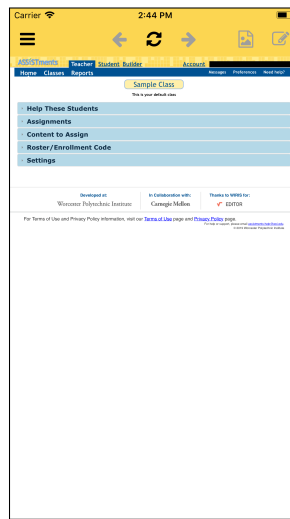 Carrier 2:44 PM
ASSISTments Teacher Student Builder Account
Home Classes Reports Messages Preferences Need help?
Sample Class
This is your default class
Help These Students
Assignments
Content to Assign
Roster/Enrollment Code
Settings
Developed at: In Collaboration with: Thanks to WIRIS for:
Worcester Polytechnic Institute Carnegie Mellon √ EDITOR
For Terms of Use and Privacy Policy information, visit our Terms of Use page and Privacy Policy page.